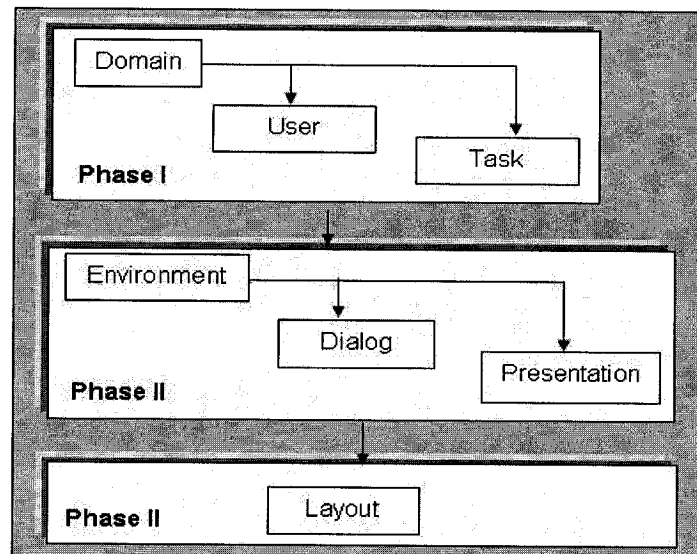 Domain
User
Task
Phase I
Environment
Dialog
Presentation
Phase II
Layout
Phase II